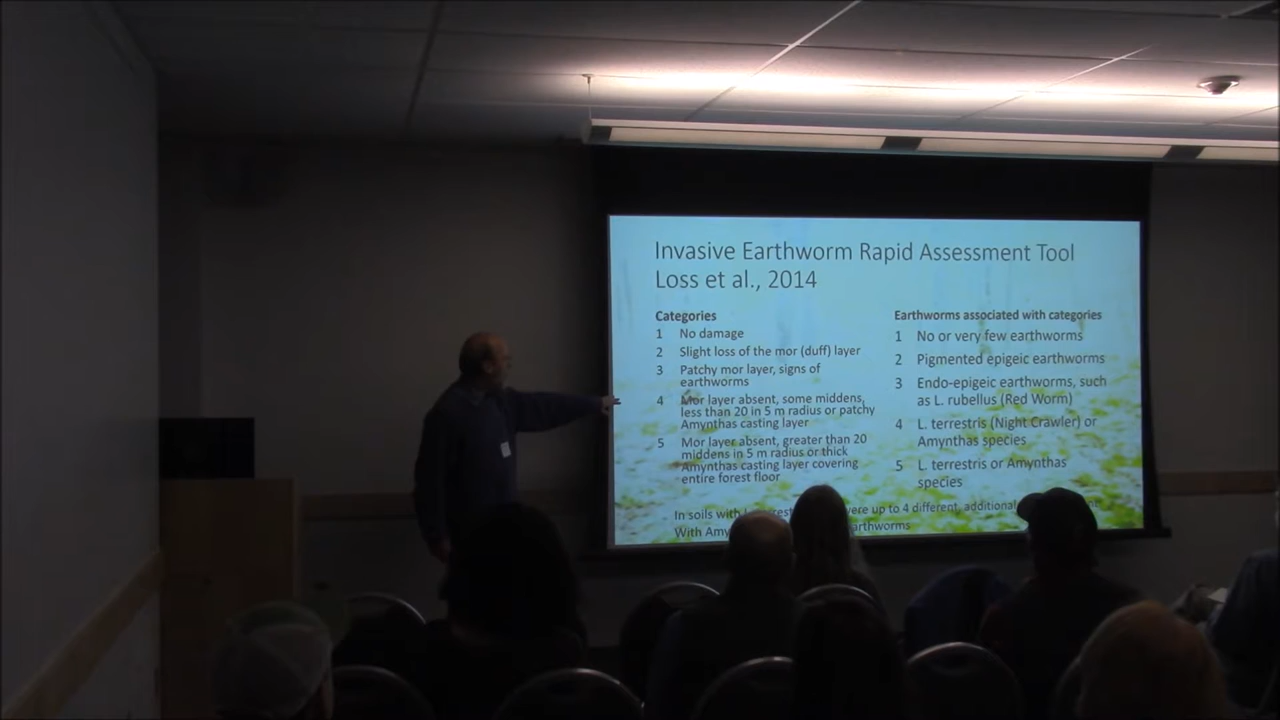 Invasive Earthworm Rapid Assessment Tool
Loss et al., 2014
Categories
1 No damage
2 Slight loss of the mor (duff) layer
3 Patchy mor layer, signs of
earthworms
4 Mor layer absent, some middens,
less than 20 in 5 m radius or patchy
Amynthas casting layer
5 Mor layer absent, greater than 20
middens in 5 m radius or thick
Amynthas casting layer covering
entire forest floor
Earthworms associated with categories
1 No or very few earthworms
2 Pigmented epigeic earthworms
3 Endo-epigeic earthworms, such
as L. rubellus (Red Worm)
4 L. terrestris (Night Crawler) or
Amynthas species
5 L. terrestris or Amynthas
species
In soils with up to 4 different, additional
With earthworms